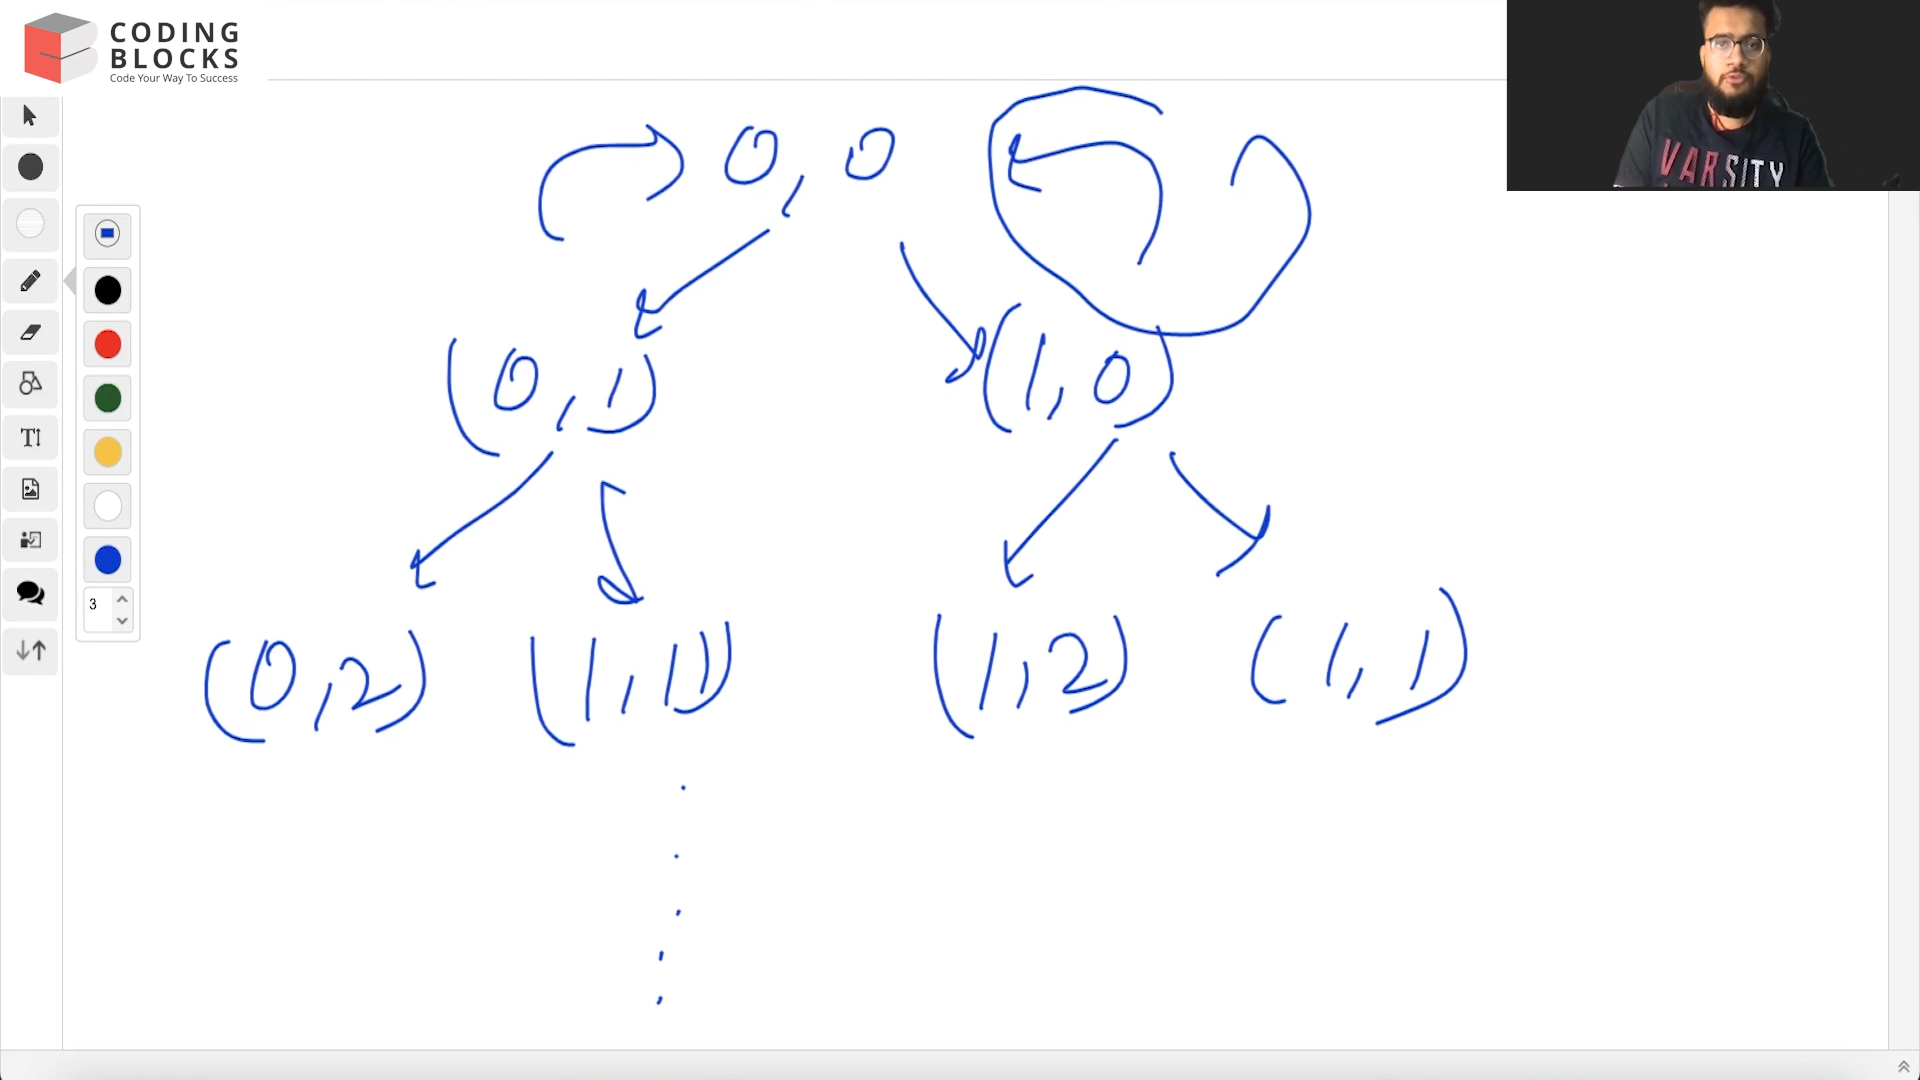 CODING
BLOCKS
Code Your Way To Success
VARSITY
0, 0
(0, 1) (1, 0)
(0, 2) (1, 1) (1, 2) (1, 1)
T
3